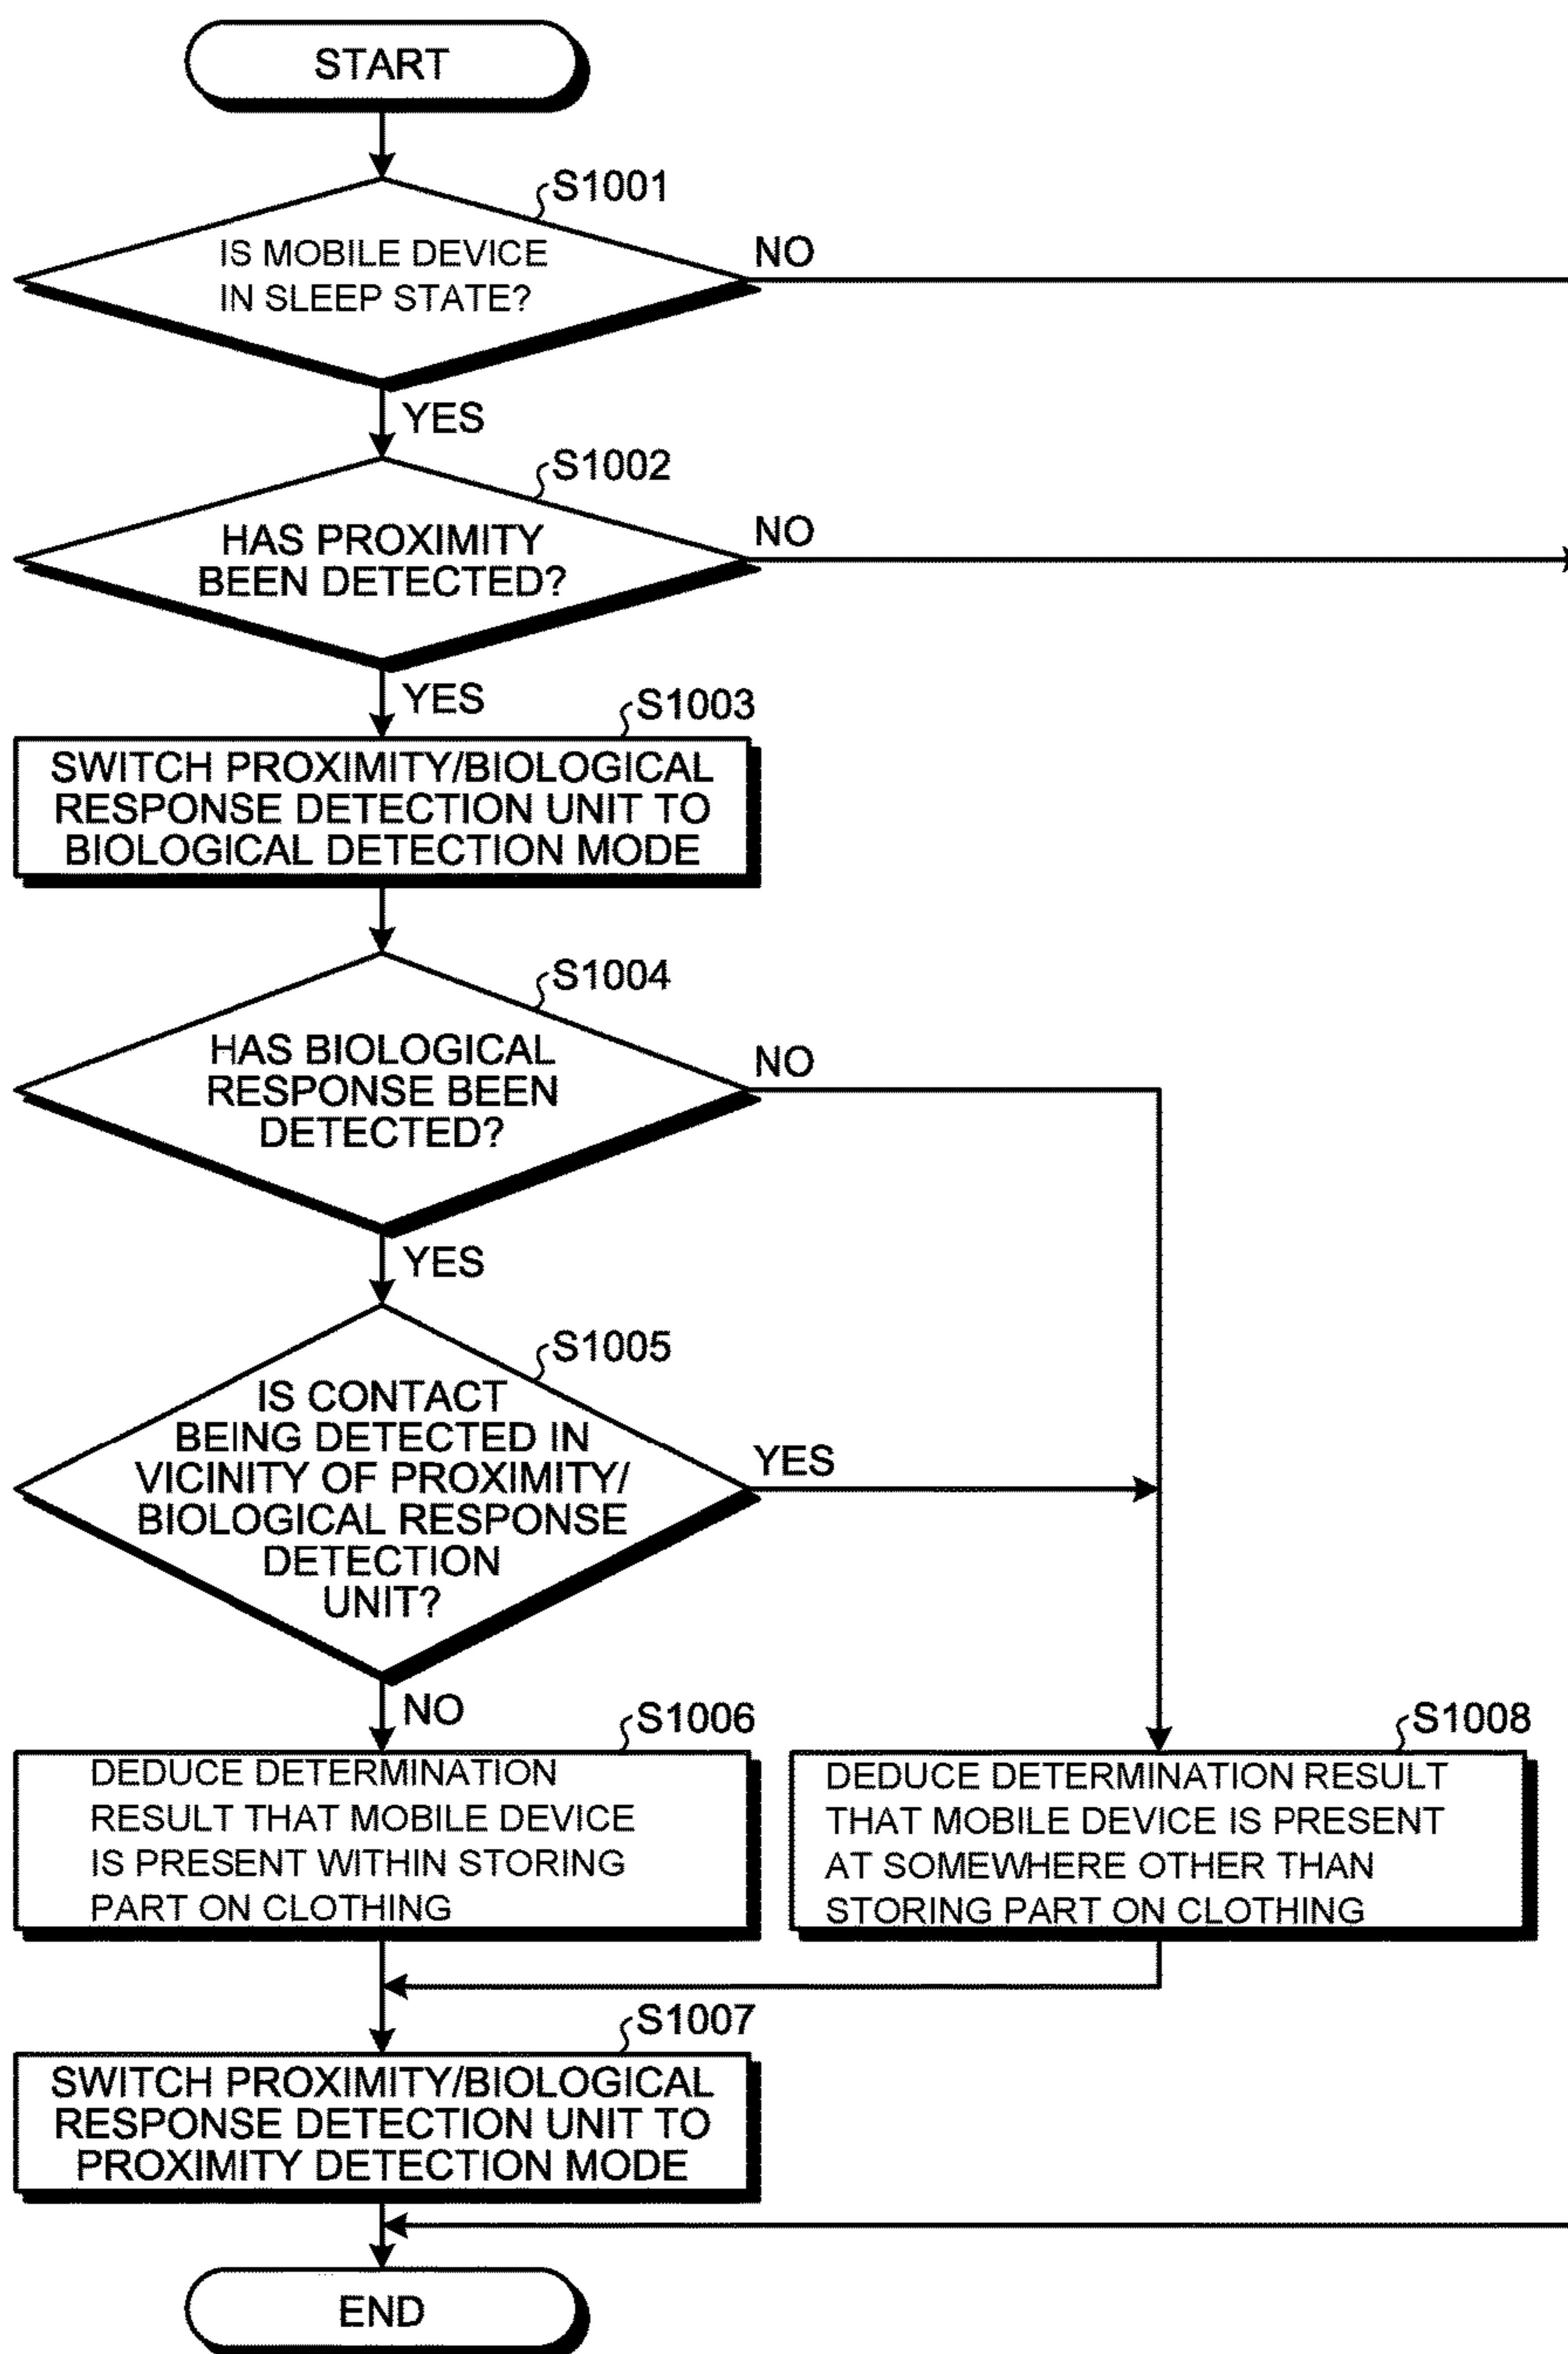 START
S1001
IS MOBILE DEVICE
IN SLEEP STATE?
NO
YES
S1002
HAS PROXIMITY
BEEN DETECTED?
NO
YES
S1003
SWITCH PROXIMITY/BIOLOGICAL
RESPONSE DETECTION UNIT TO
BIOLOGICAL DETECTION MODE
S1004
HAS BIOLOGICAL
RESPONSE BEEN
DETECTED?
NO
YES
S1005
IS CONTACT
BEING DETECTED IN
VICINITY OF PROXIMITY/
BIOLOGICAL RESPONSE
DETECTION
UNIT?
YES
NO
S1006
DEDUCE DETERMINATION
RESULT THAT MOBILE DEVICE
IS PRESENT WITHIN STORING
PART ON CLOTHING
S1008
DEDUCE DETERMINATION RESULT
THAT MOBILE DEVICE IS PRESENT
AT SOMEWHERE OTHER THAN
STORING PART ON CLOTHING
S1007
SWITCH PROXIMITY/BIOLOGICAL
RESPONSE DETECTION UNIT TO
PROXIMITY DETECTION MODE
END